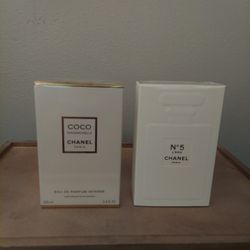 COCO
MADEMOISELLE
CHANEL
PARIS
EAU DE PARFUM INTENSE
N°5
L'EAU
CHANEL
PARIS